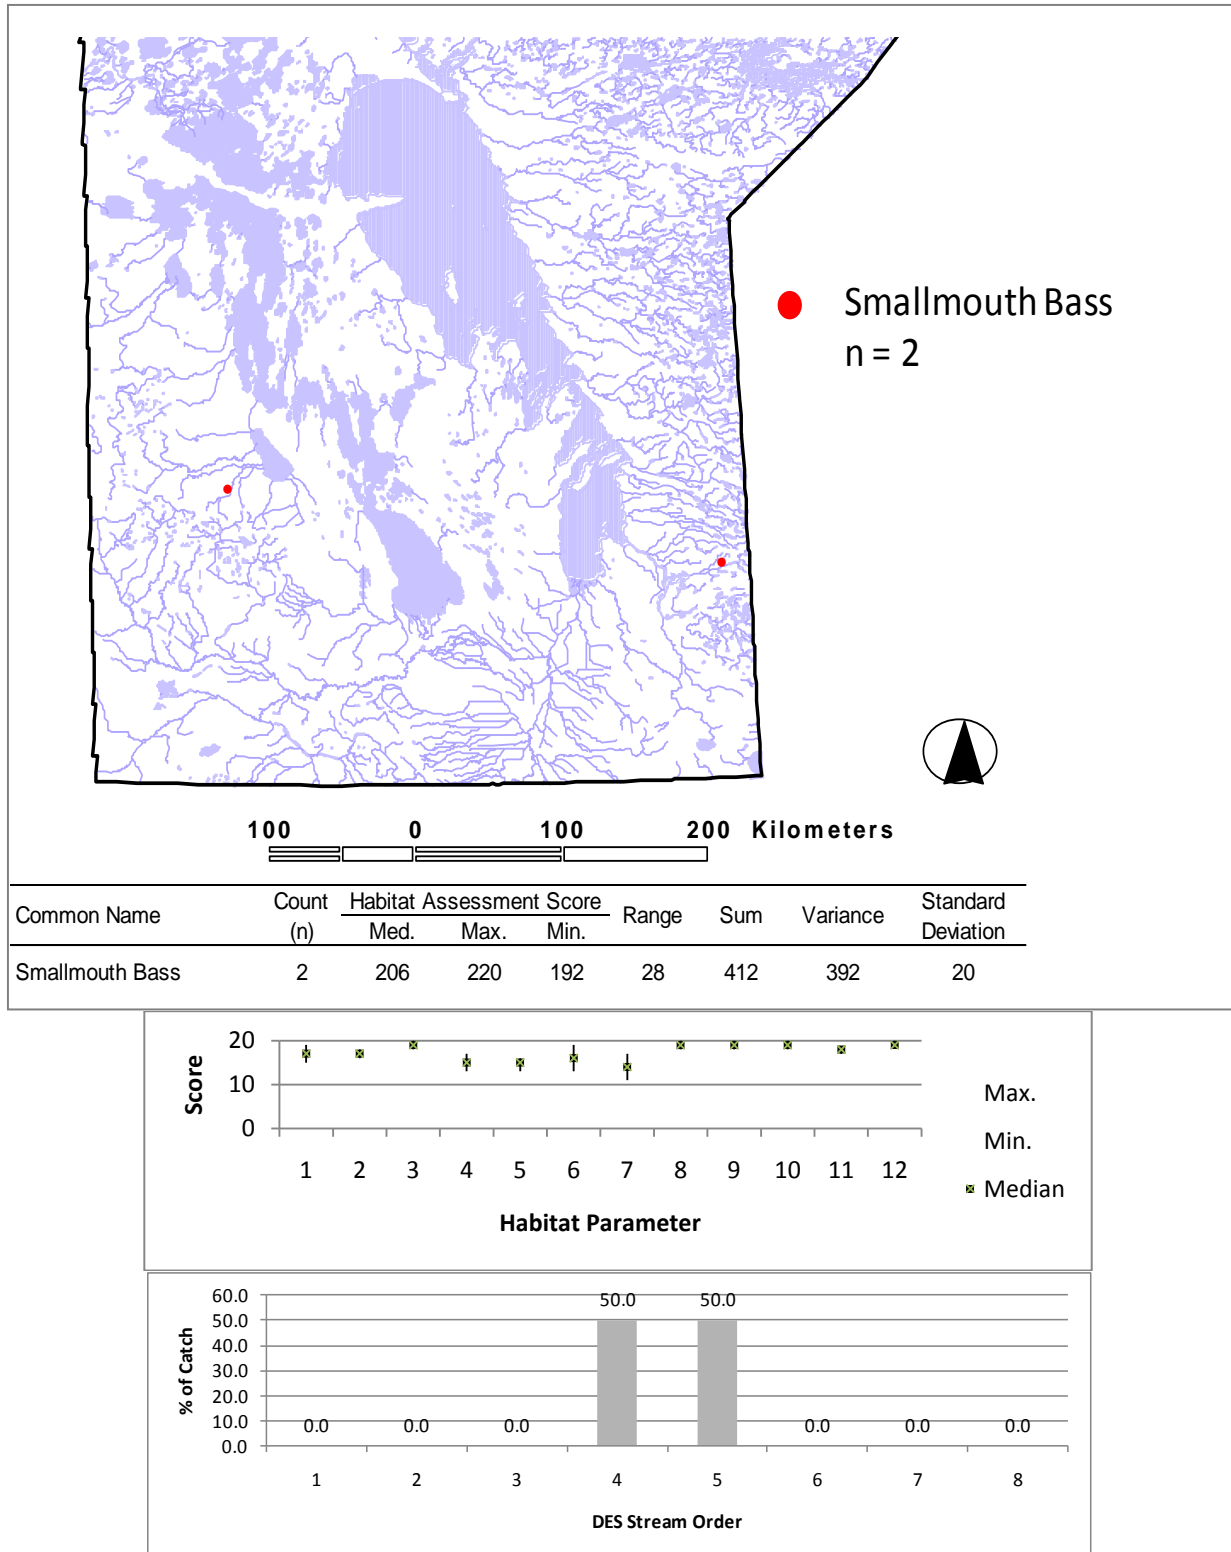 Smallmouth Bass
n = 2
100 0 100 200 Kilometers
Common Name Count (n) Habitat Assessment Score Range Sum Variance Standard Deviation
Med. Max. Min.
Smallmouth Bass 2 206 220 192 28 412 392 20
Score
20
10
0
1 2 3 4 5 6 7 8 9 10 11 12
Habitat Parameter
Max.
Min.
Median
% of Catch
60.0
50.0
40.0
30.0
20.0
10.0
0.0
0.0 0.0 0.0 50.0 50.0 0.0 0.0 0.0
1 2 3 4 5 6 7 8
DES Stream Order